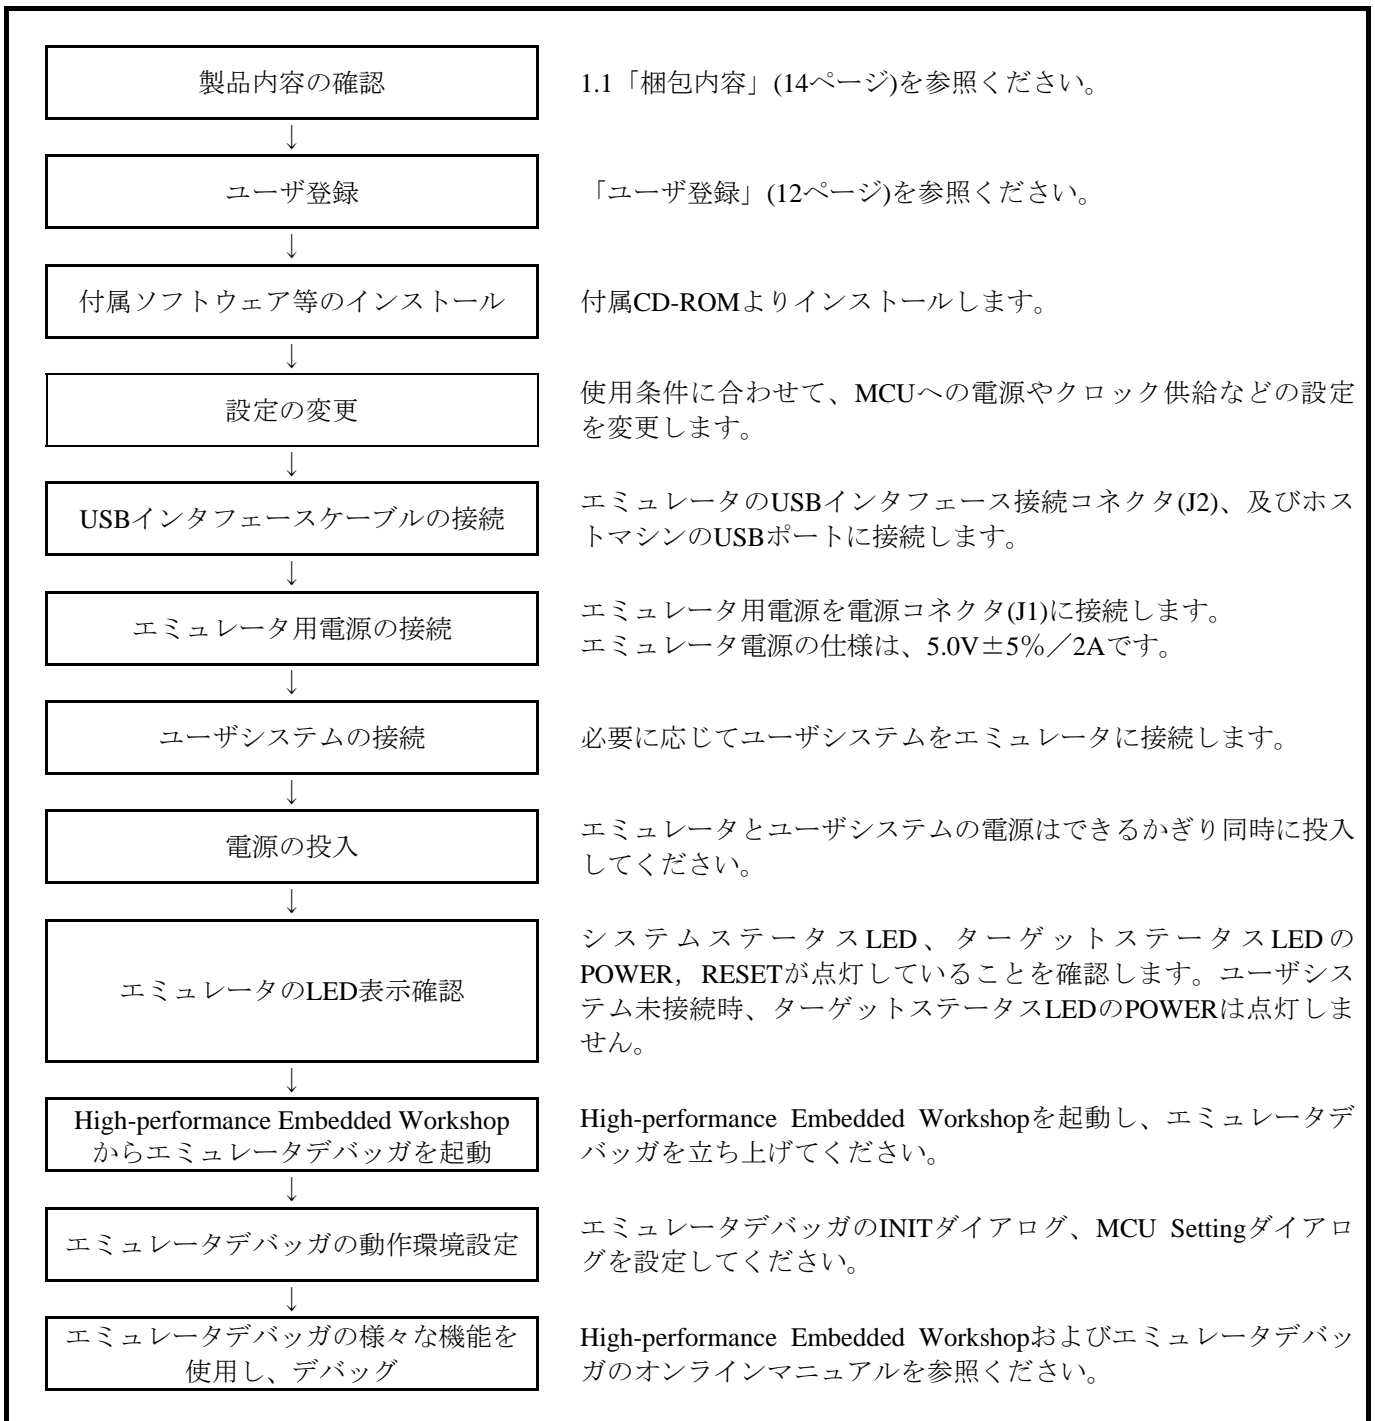 製品内容の確認
1.1「梱包内容」(14ページ)を参照ください。
↓
ユーザ登録
「ユーザ登録」(12ページ)を参照ください。
↓
付属ソフトウェア等のインストール
付属CD-ROMよりインストールします。
↓
設定の変更
使用条件に合わせて、MCUへの電源やクロック供給などの設定
を変更します。
↓
USBインタフェースケーブルの接続
エミュレータのUSBインタフェース接続コネクタ(J2)、及びホス
トマシンのUSBポートに接続します。
↓
エミュレータ用電源の接続
エミュレータ用電源を電源コネクタ(J1)に接続します。
エミュレータ電源の仕様は、5.0V±5%／2Aです。
↓
ユーザシステムの接続
必要に応じてユーザシステムをエミュレータに接続します。
↓
電源の投入
エミュレータとユーザシステムの電源はできるかぎり同時に投入
してください。
↓
エミュレータのLED表示確認
システムステータスLED、ターゲットステータスLEDの
POWER，RESETが点灯していることを確認します。ユーザシス
テム未接続時、ターゲットステータスLEDのPOWERは点灯しま
せん。
↓
High-performance Embedded Workshop
からエミュレータデバッガを起動
High-performance Embedded Workshopを起動し、エミュレータデ
バッガを立ち上げてください。
↓
エミュレータデバッガの動作環境設定
エミュレータデバッガのINITダイアログ、MCU Settingダイアロ
グを設定してください。
↓
エミュレータデバッガの様々な機能を
使用し、デバッグ
High-performance Embedded Workshopおよびエミュレータデバッ
ガのオンラインマニュアルを参照ください。